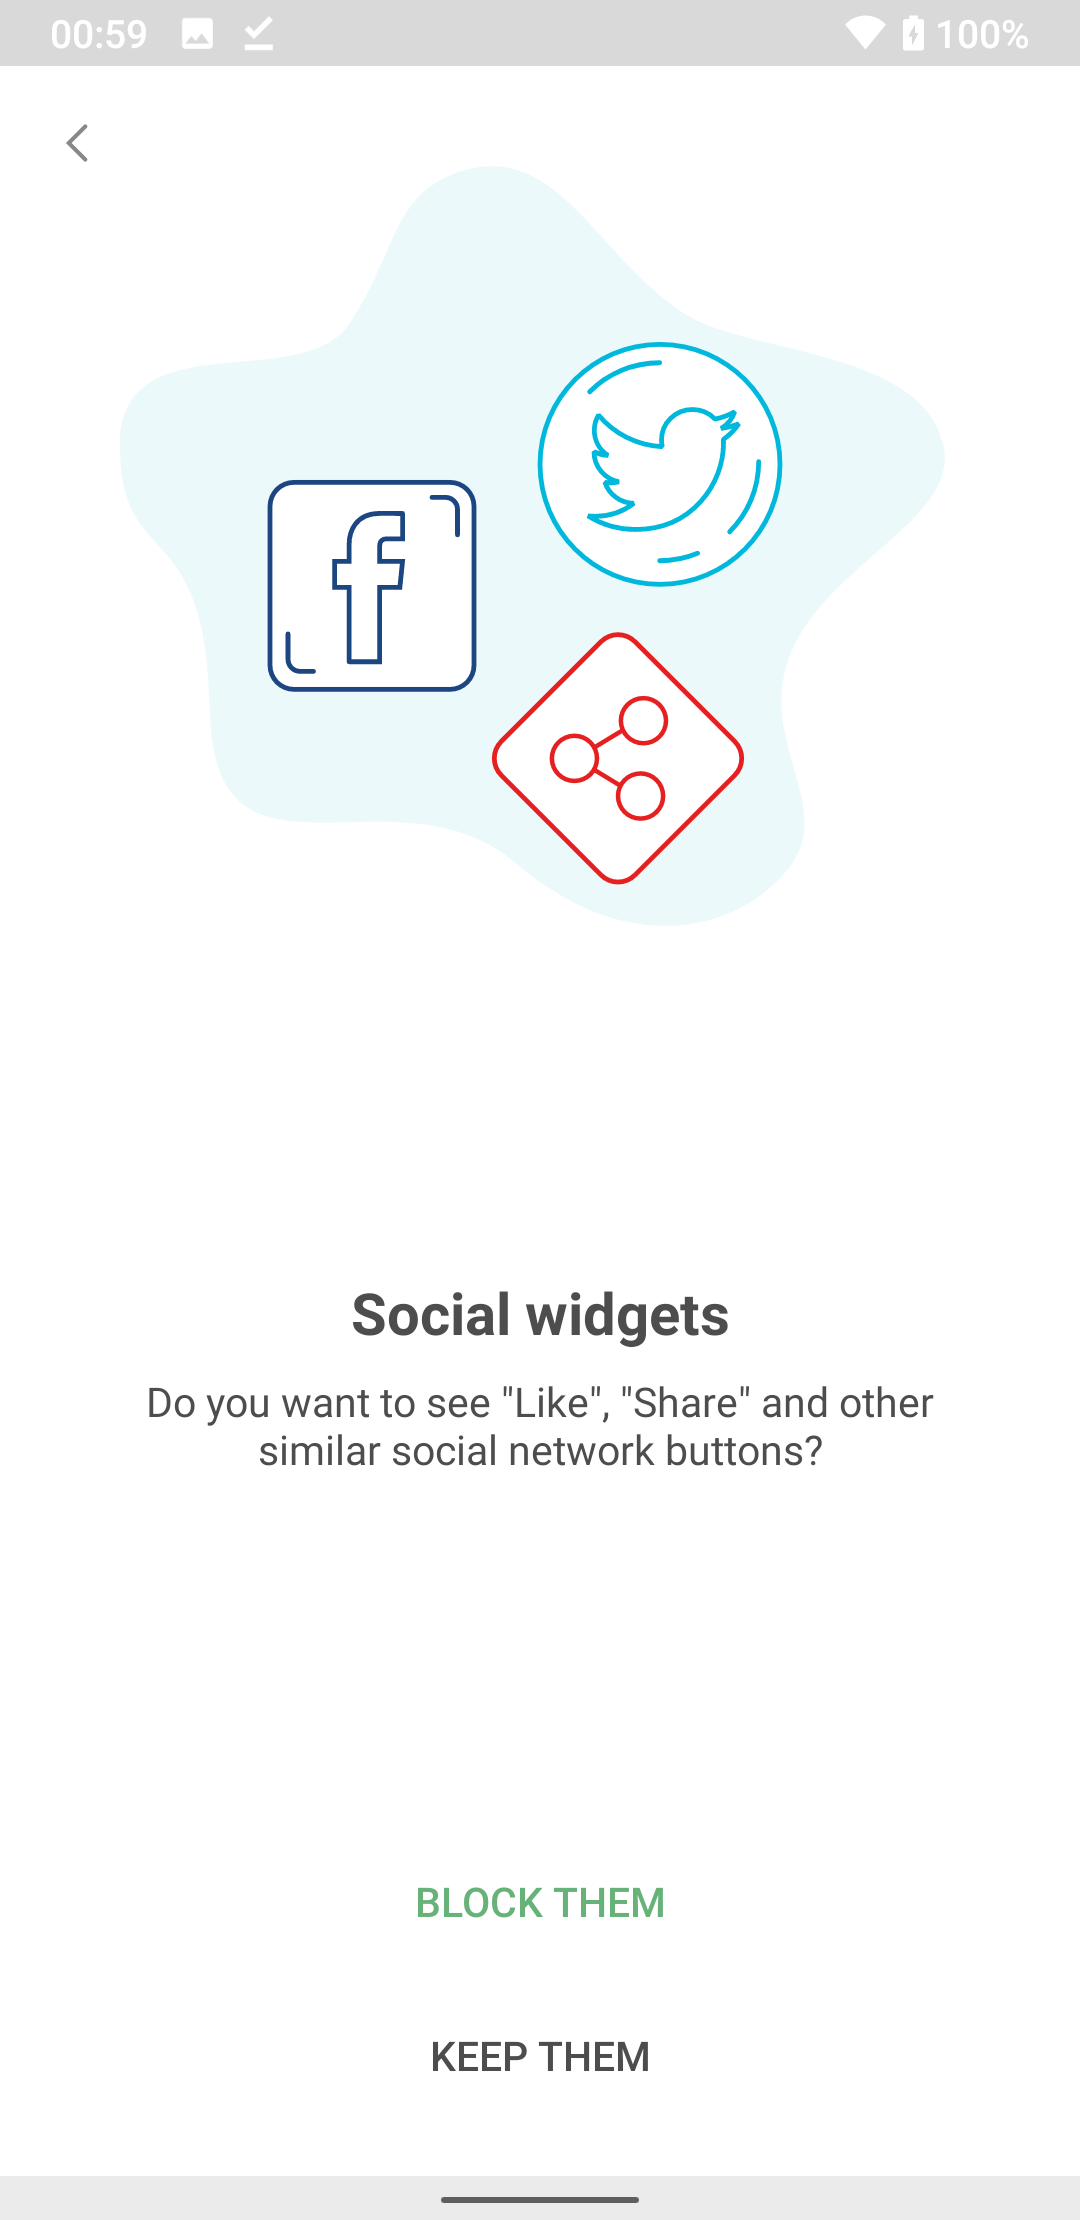 00:59
100%
Social widgets
Do you want to see "Like", "Share" and other
similar social network buttons?
BLOCK THEM
KEEP THEM